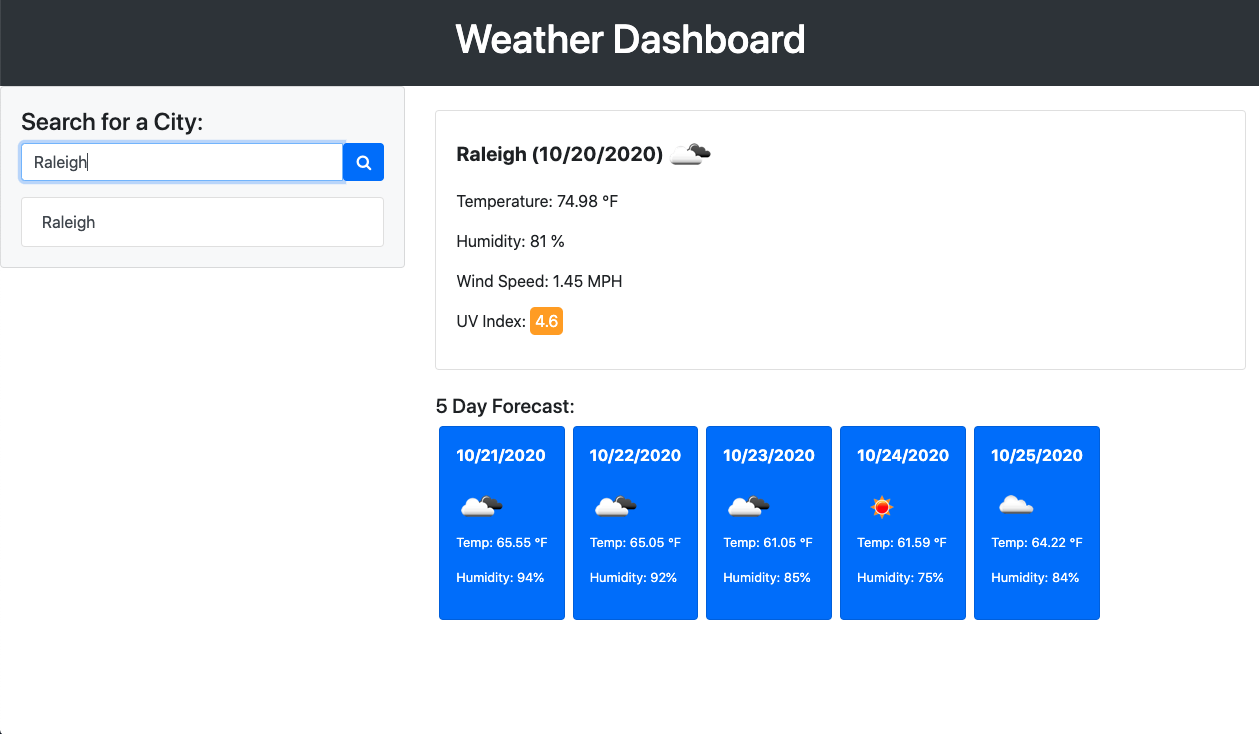 Weather Dashboard
Search for a City:
Raleigh
Raleigh
Raleigh (10/20/2020)
Temperature: 74.98 °F
Humidity: 81 %
Wind Speed: 1.45 MPH
UV Index: 4.6
5 Day Forecast:
10/21/2020
Temp: 65.55 °F
Humidity: 94%
10/22/2020
Temp: 65.05 °F
Humidity: 92%
10/23/2020
Temp: 61.05 °F
Humidity: 85%
10/24/2020
Temp: 61.59 °F
Humidity: 75%
10/25/2020
Temp: 64.22 °F
Humidity: 84%